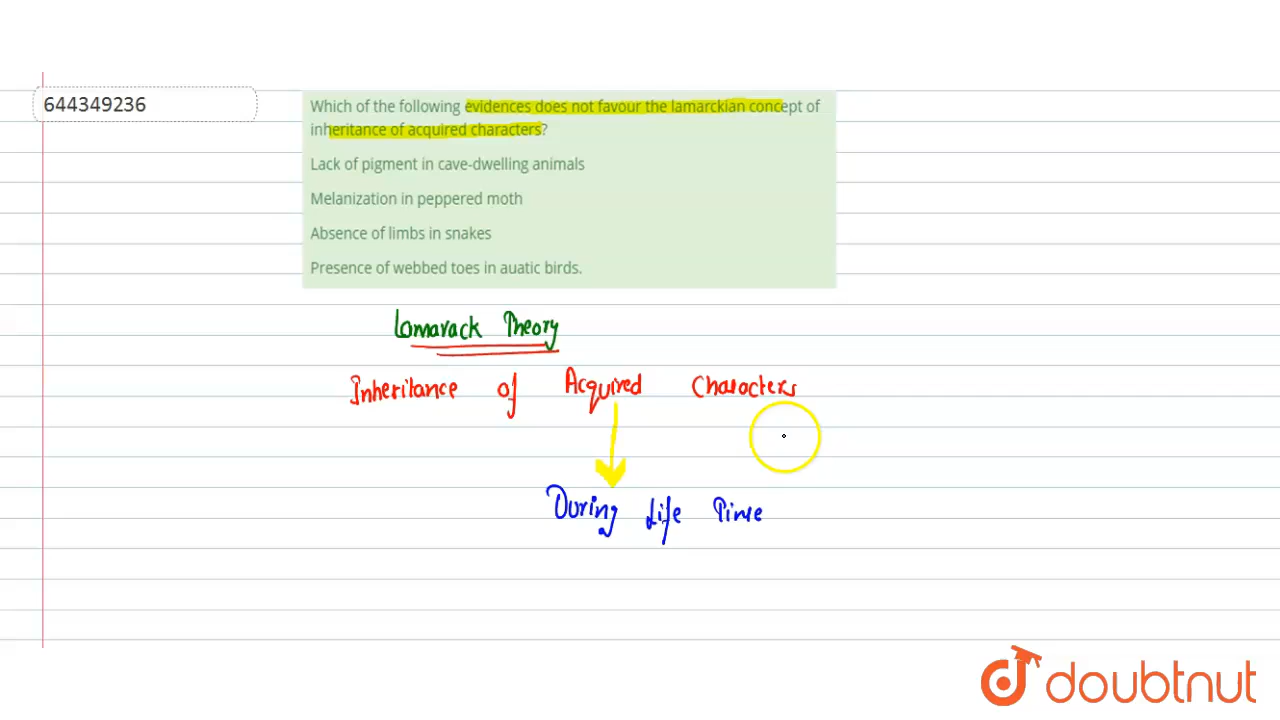 644349236
Which of the following evidences does not favour the lamarckian concept of
inheritance of acquired characters?
Lack of pigment in cave-dwelling animals
Melanization in peppered moth
Absence of limbs in snakes
Presence of webbed toes in auatic birds.
Lamarack Theory
Inheritance of Acquired Characters
During Life Time
doubtnut